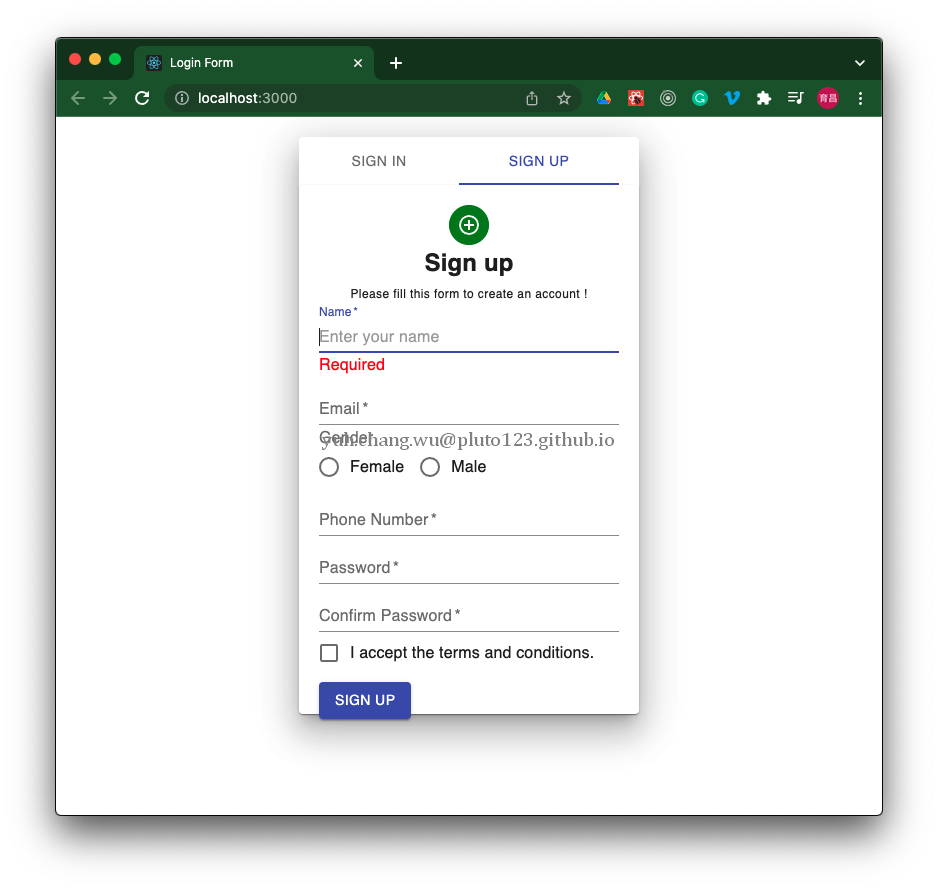 Login Form
localhost:3000
育昌
SIGN IN SIGN UP
Sign up
Please fill this form to create an account !
Name *
Enter your name
Required
Email *
Gender
yuh.chang.wu@pluto123.github.io
Female Male
Phone Number *
Password *
Confirm Password *
I accept the terms and conditions.
SIGN UP